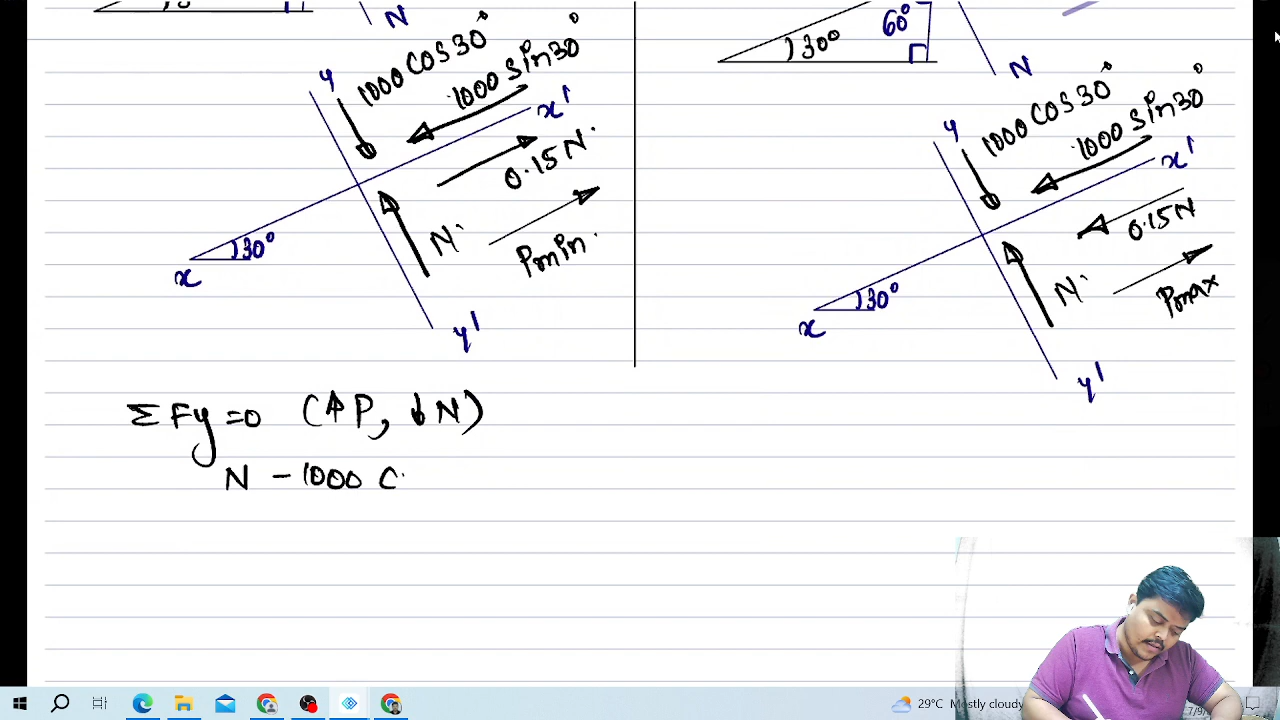 N
1000 COS 30°
1000 Sin 30°
y
x'
0.15 N
N
Pmin
30°
x
y'
30°
60°
N
1000 COS 30°
1000 Sin 30°
y
x'
0.15 N
N
Pmax
30°
x
y'
ΣFy = 0 (↑P, ↓N)
N - 1000 C
29°C Mostly cloudy